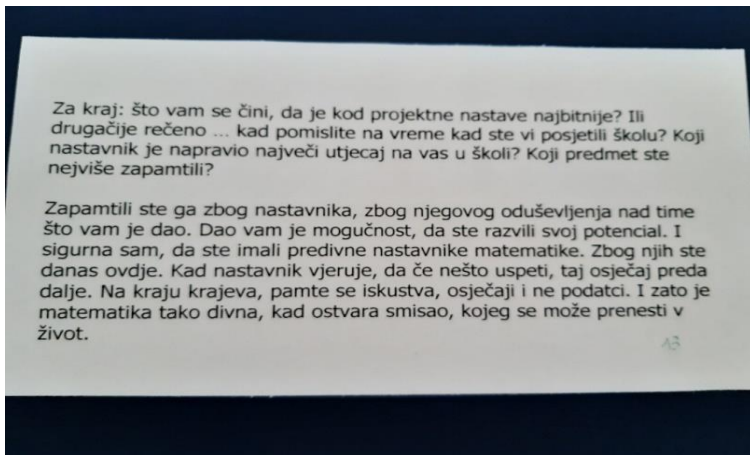 Za kraj: što vam se čini, da je kod projektne nastave najbitnije? Ili
drugačije rečeno ... kad pomislite na vreme kad ste vi posjetili školu? Koji
nastavnik je napravio največi utjecaj na vas u školi? Koji predmet ste
nejviše zapamtili?
Zapamtili ste ga zbog nastavnika, zbog njegovog oduševljenja nad time
što vam je dao. Dao vam je mogučnost, da ste razvili svoj potencial. I
sigurna sam, da ste imali predivne nastavnike matematike. Zbog njih ste
danas ovdje. Kad nastavnik vjeruje, da če nešto uspeti, taj osječaj preda
dalje. Na kraju krajeva, pamte se iskustva, osječaji i ne podatci. I zato je
matematika tako divna, kad ostvara smisao, kojeg se može prenesti v
život.
13